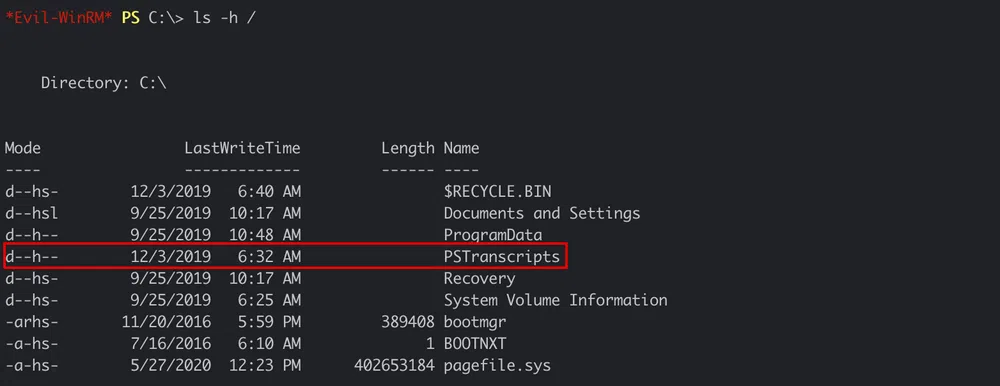 *Evil-WinRM* PS C:\> ls -h /
Directory: C:\
Mode LastWriteTime Length Name
---- ------------- ------ ----
d--hs- 12/3/2019 6:40 AM $RECYCLE.BIN
d--hsl 9/25/2019 10:17 AM Documents and Settings
d--h-- 9/25/2019 10:48 AM ProgramData
d--h-- 12/3/2019 6:32 AM PSTranscripts
d--hs- 9/25/2019 10:17 AM Recovery
d--hs- 9/25/2019 6:25 AM System Volume Information
-arhs- 11/20/2016 5:59 PM 389408 bootmgr
-a-hs- 7/16/2016 6:10 AM 1 BOOTNXT
-a-hs- 5/27/2020 12:23 PM 402653184 pagefile.sys